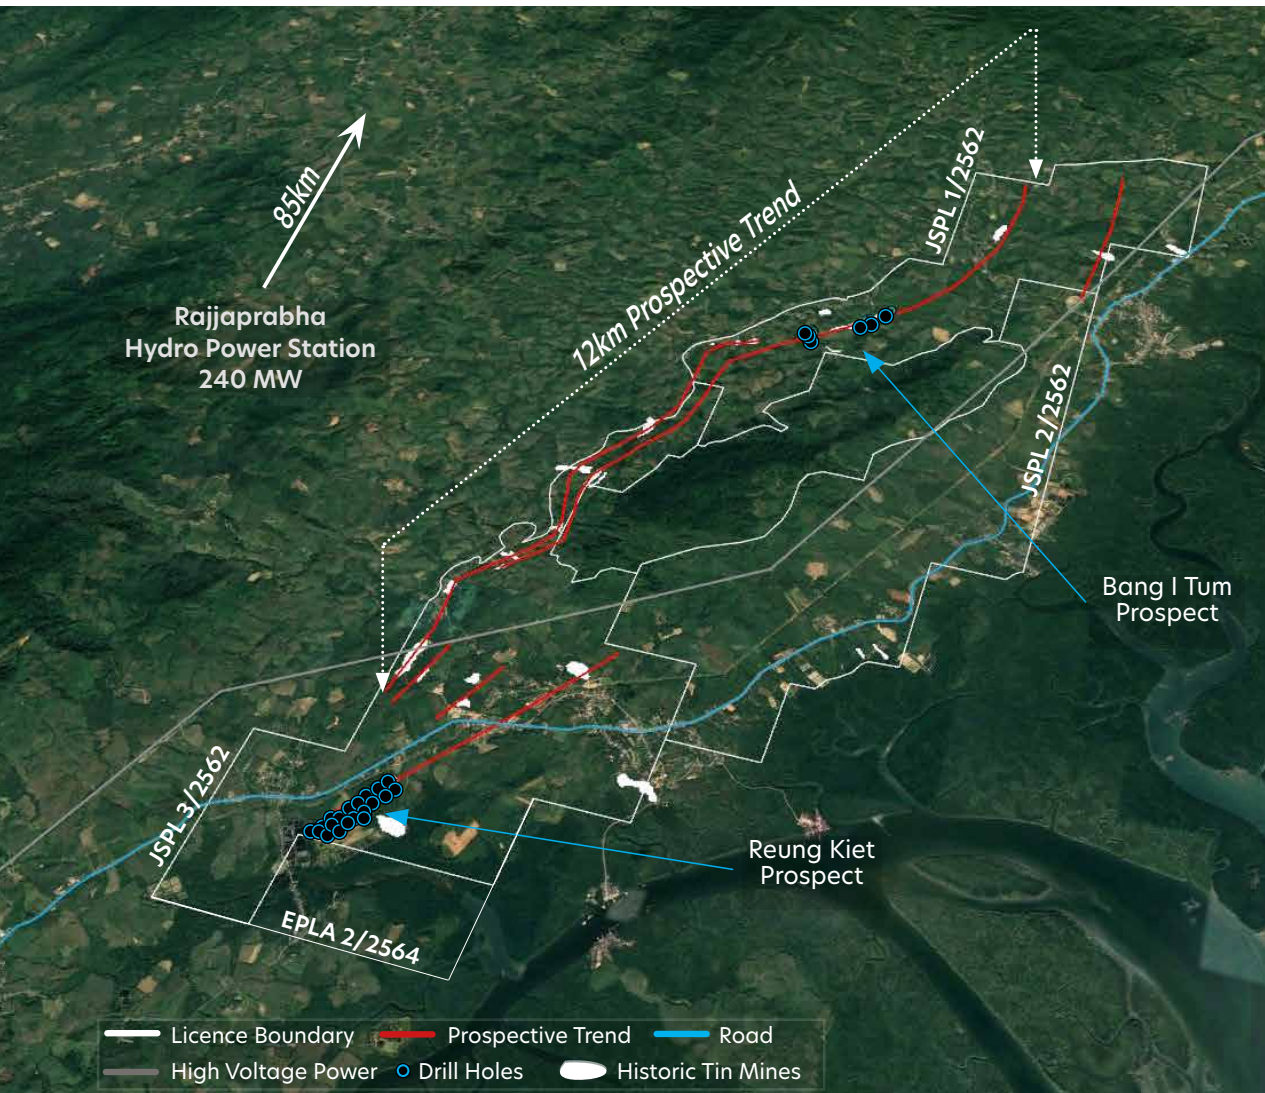 85km
Rajjaprabha
Hydro Power Station
240 MW
12km Prospective Trend
JSPL 1/2562
JSPL 2/2562
Bang I Tum
Prospect
JSPL 3/2562
Reung Kiet
Prospect
EPLA 2/2564
Licence Boundary
Prospective Trend
Road
High Voltage Power
Drill Holes
Historic Tin Mines